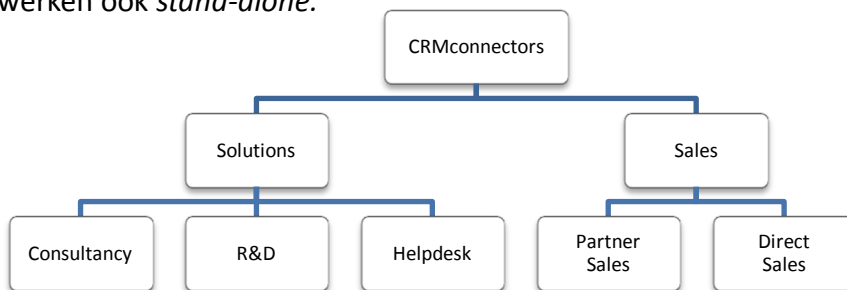 werken ook stand-alone.
CRMconnectors
Solutions
Sales
Consultancy
R&D
Helpdesk
Partner
Sales
Direct
Sales